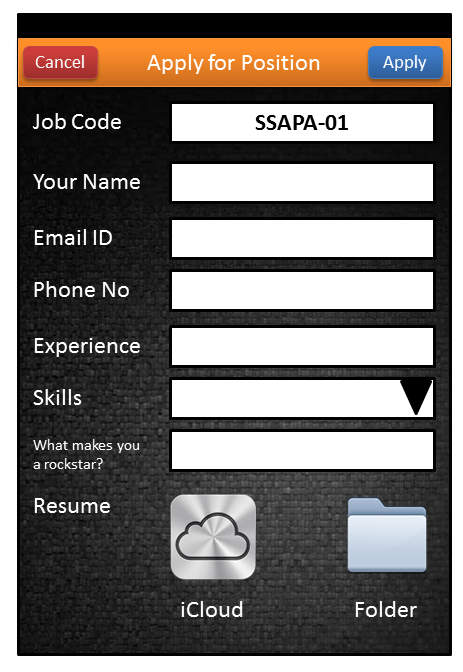 Cancel Apply for Position Apply
Job Code SSAPA-01
Your Name
Email ID
Phone No
Experience
Skills
What makes you
a rockstar?
Resume
iCloud Folder